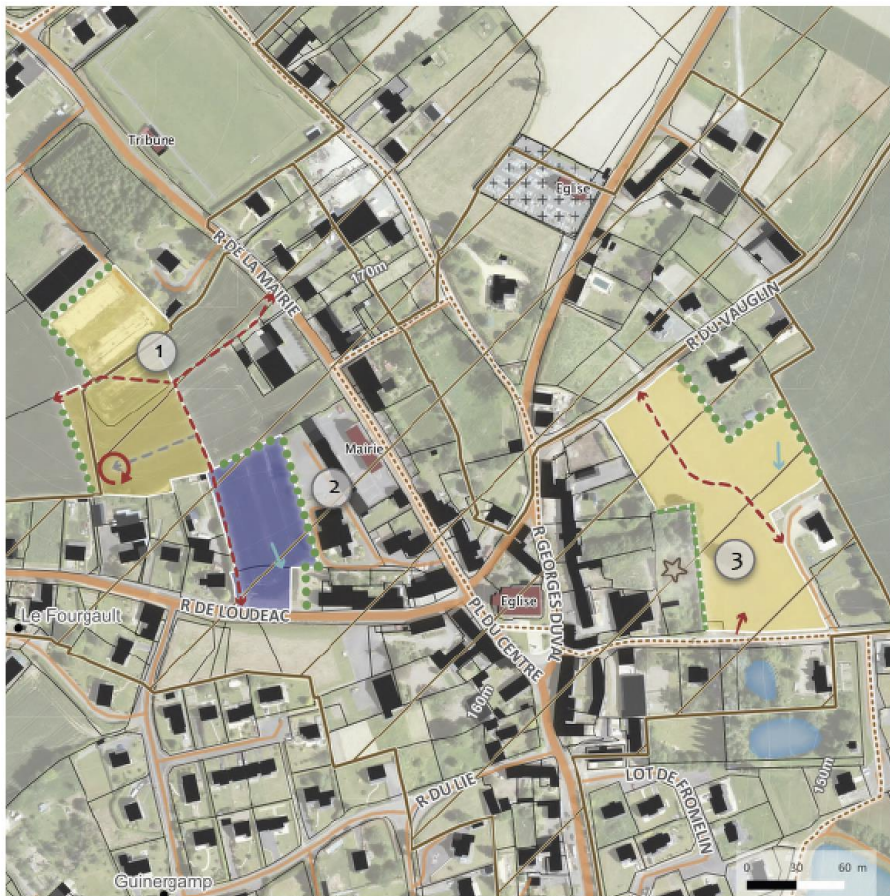 Tribune
Eglise
R DE LA MAIRIE
170m
R DU VAUGLIN
1
Mairie
2
3
R GEORGES DUVAL
Eglise
R DE LOUDEAC
Le Fourgault
PL DU CENTRE
160m
R DU LIE
LOT DE FROMELIN
160m
Guinergamp
0 30 60 m